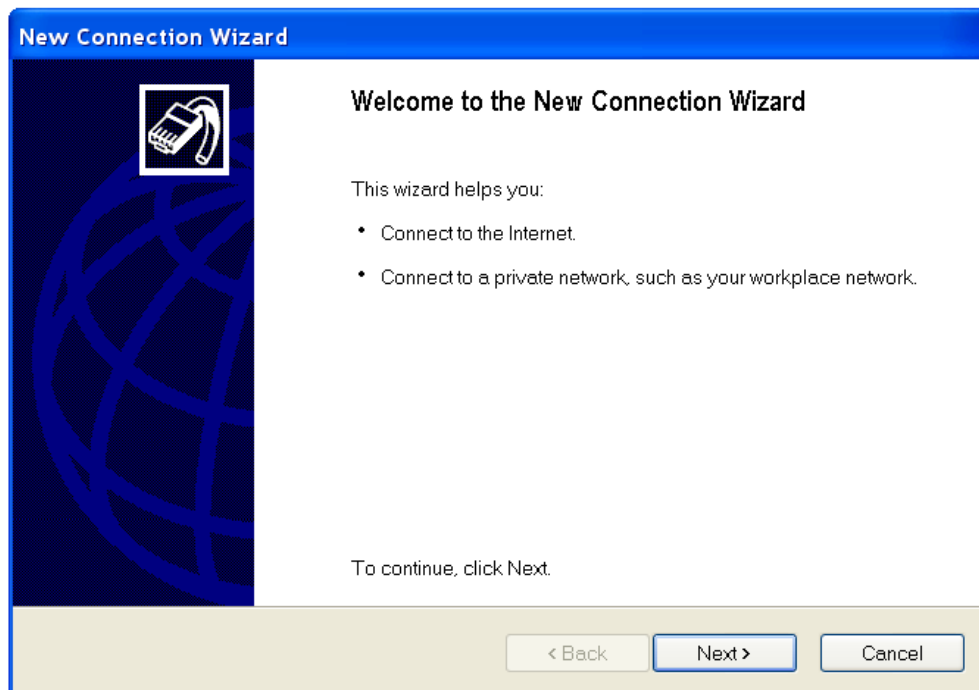 New Connection Wizard
Welcome to the New Connection Wizard
This wizard helps you:
• Connect to the Internet.
• Connect to a private network, such as your workplace network.
To continue, click Next.
< Back Next > Cancel